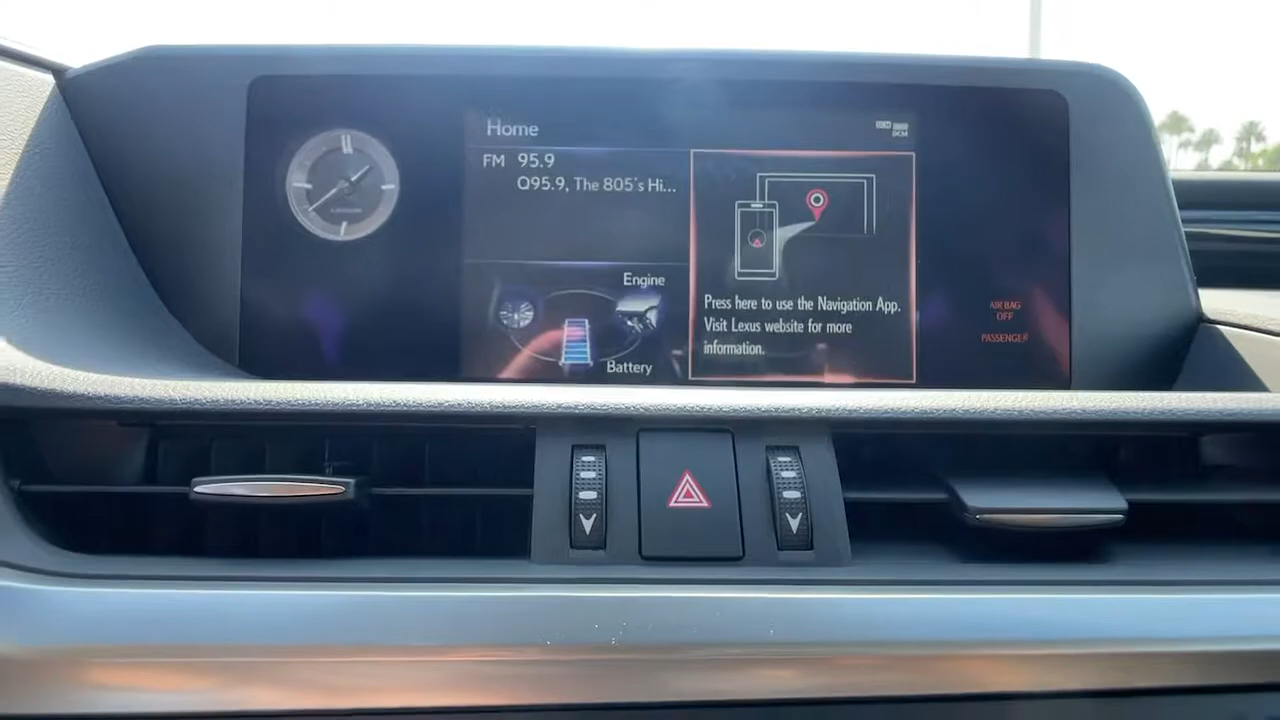 Home
DCM
FM 95.9
Q95.9, The 805's Hi...
Engine
Battery
Press here to use the Navigation App.
Visit Lexus website for more
information.
AIR BAG
OFF
PASSENGER